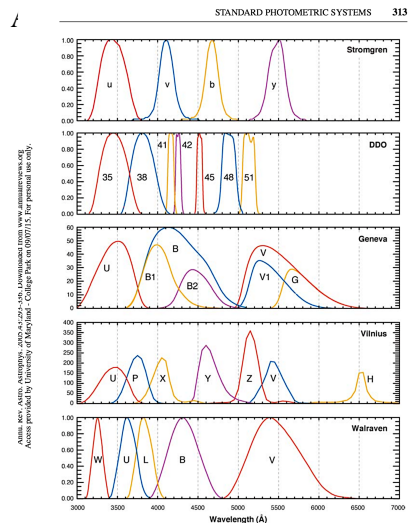 STANDARD PHOTOMETRIC SYSTEMS 313
Annu. Rev. Astro. Astrophys. Downloaded from www.annualreviews.org
Access provided by University of Maryland - College Park on 09/07/15. For personal use only.
1.00
0.80
0.60
0.40
0.20
0.00
Stromgren
u
v
b
y
1.00
0.80
0.60
0.40
0.20
0.00
DDO
35
38
41
42
45
48
51
60
50
40
30
20
10
0
Geneva
U
B1
B
B2
V
V1
G
400
350
300
250
200
150
100
50
0
Vilnius
U
P
X
Y
Z
V
H
1.00
0.80
0.60
0.40
0.20
0.00
Walraven
W
U
L
B
V
3000 3500 4000 4500 5000 5500 6000 6500 7000
Wavelength (Å)